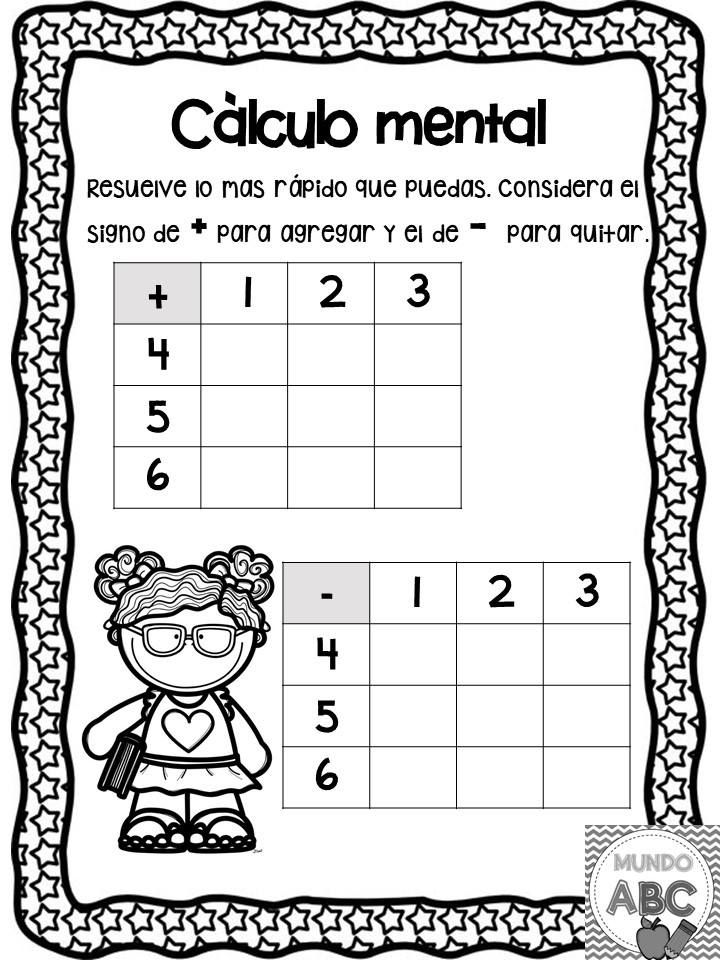 Càlculo mental
Resuelve lo mas rápido que puedas. Considera el
signo de + para agregar y el de - para quitar.
+ 1 2 3
4
5
6
- 1 2 3
4
5
6
MUNDO
ABC